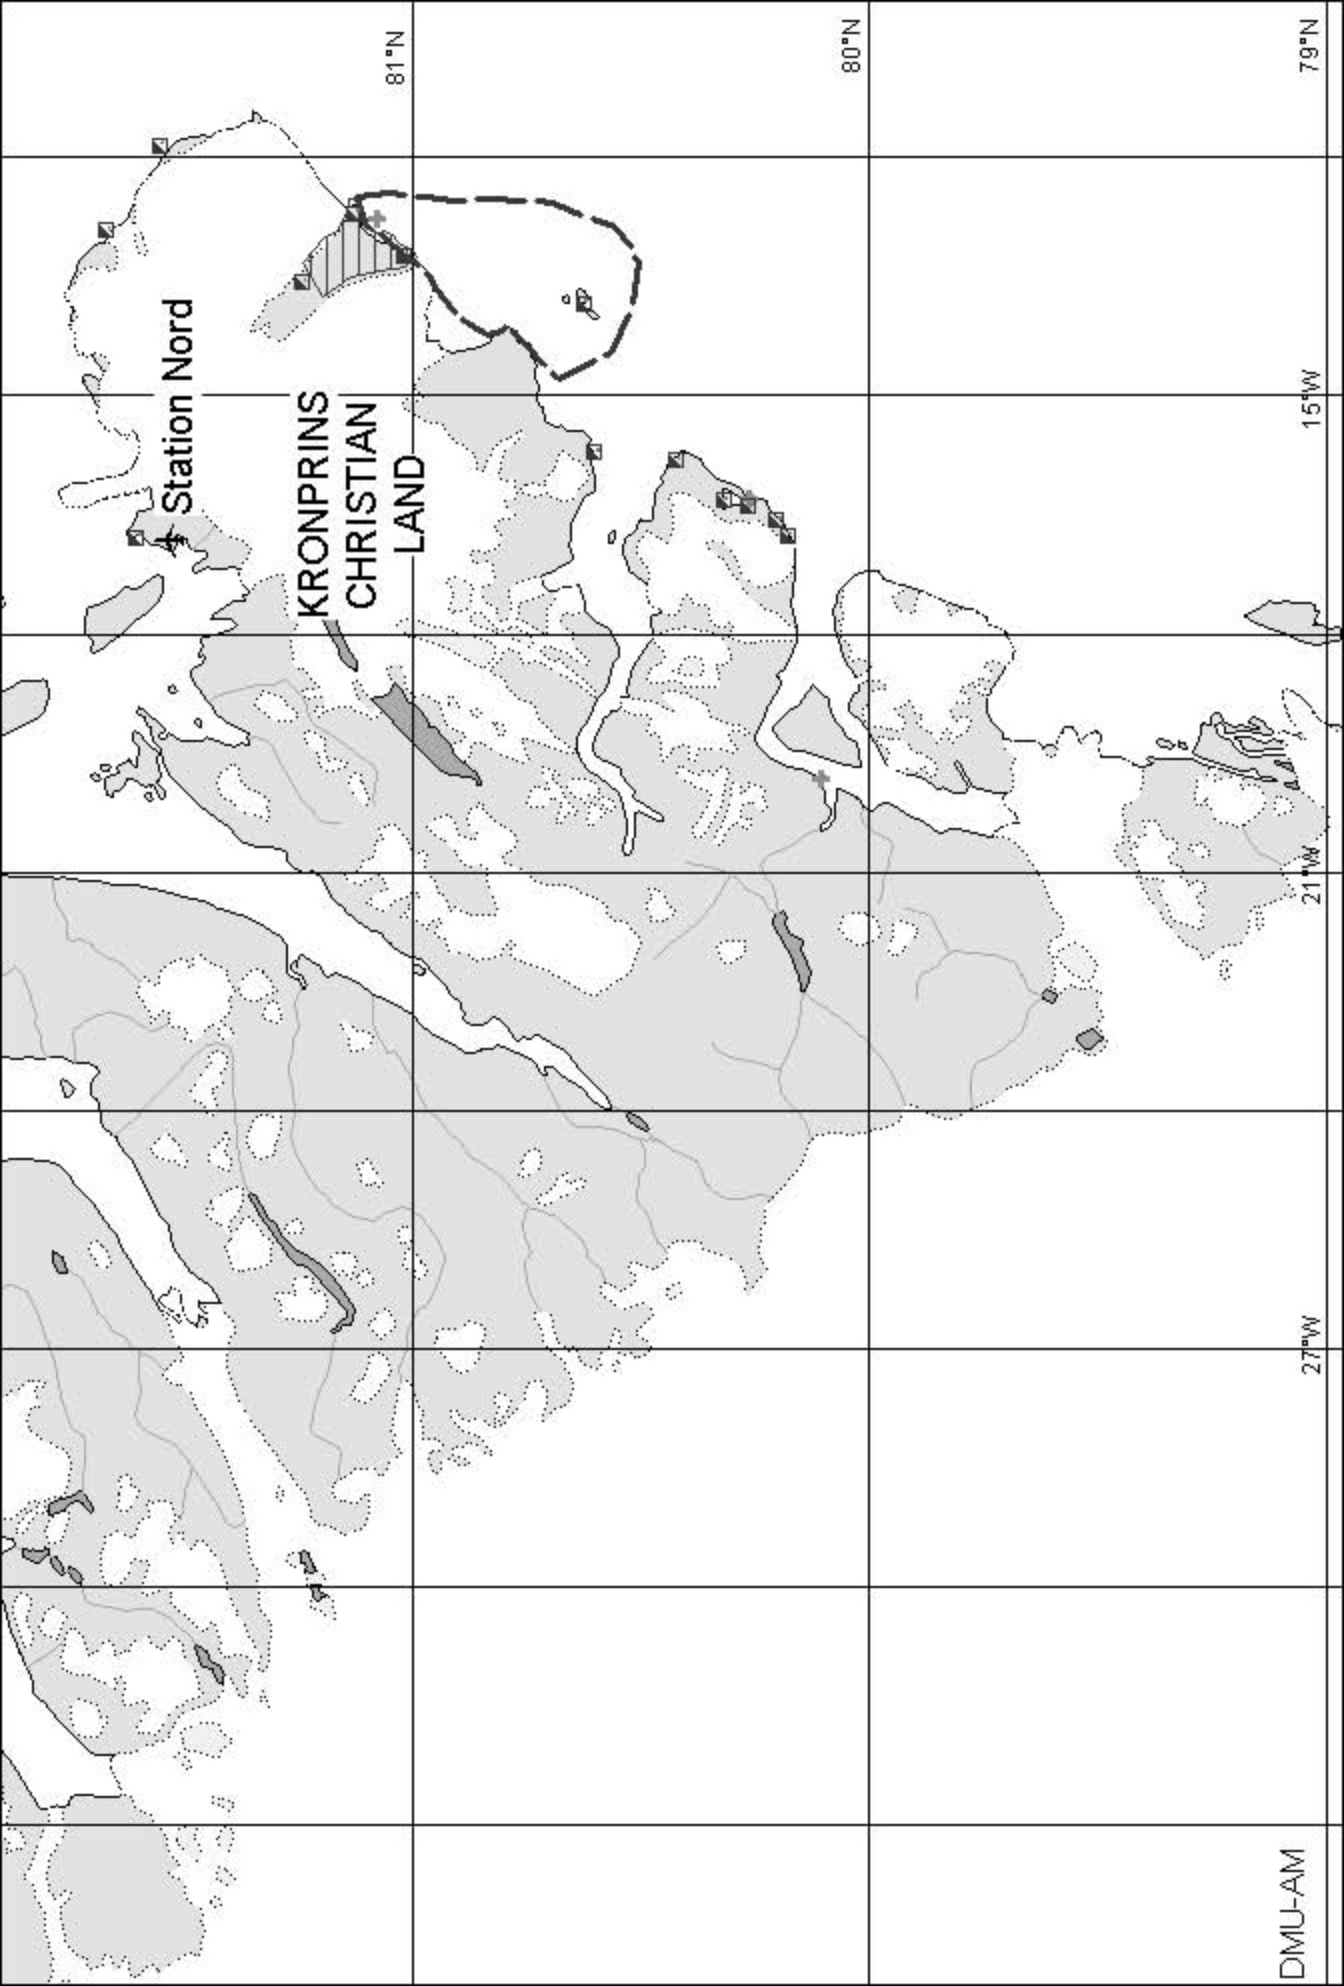 81°N
80°N
79°N
Station Nord
KRONPRINS
CHRISTIAN
LAND
15°W
21°W
27°W
DMU-AM